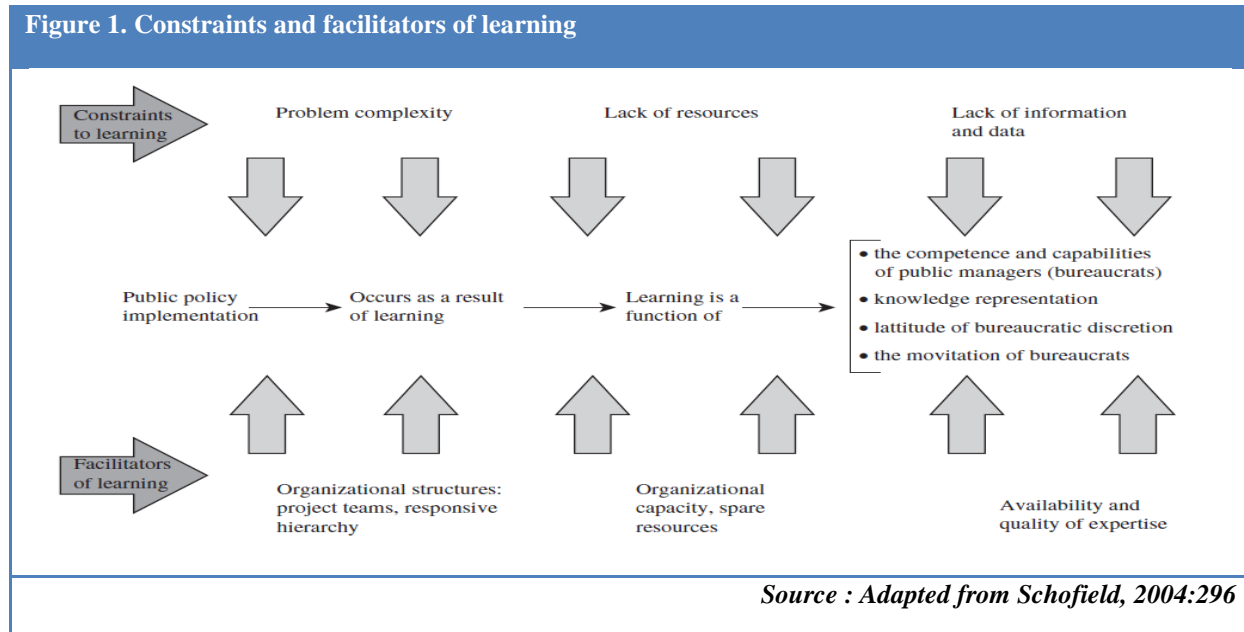 Figure 1. Constraints and facilitators of learning
Constraints
to learning
Problem complexity
Lack of resources
Lack of information
and data
Public policy
implementation
Occurs as a result
of learning
Learning is a
function of
• the competence and capabilities
of public managers (bureaucrats)
• knowledge representation
• lattitude of bureaucratic discretion
• the movitation of bureaucrats
Facilitators
of learning
Organizational structures:
project teams, responsive
hierarchy
Organizational
capacity, spare
resources
Availability and
quality of expertise
Source : Adapted from Schofield, 2004:296